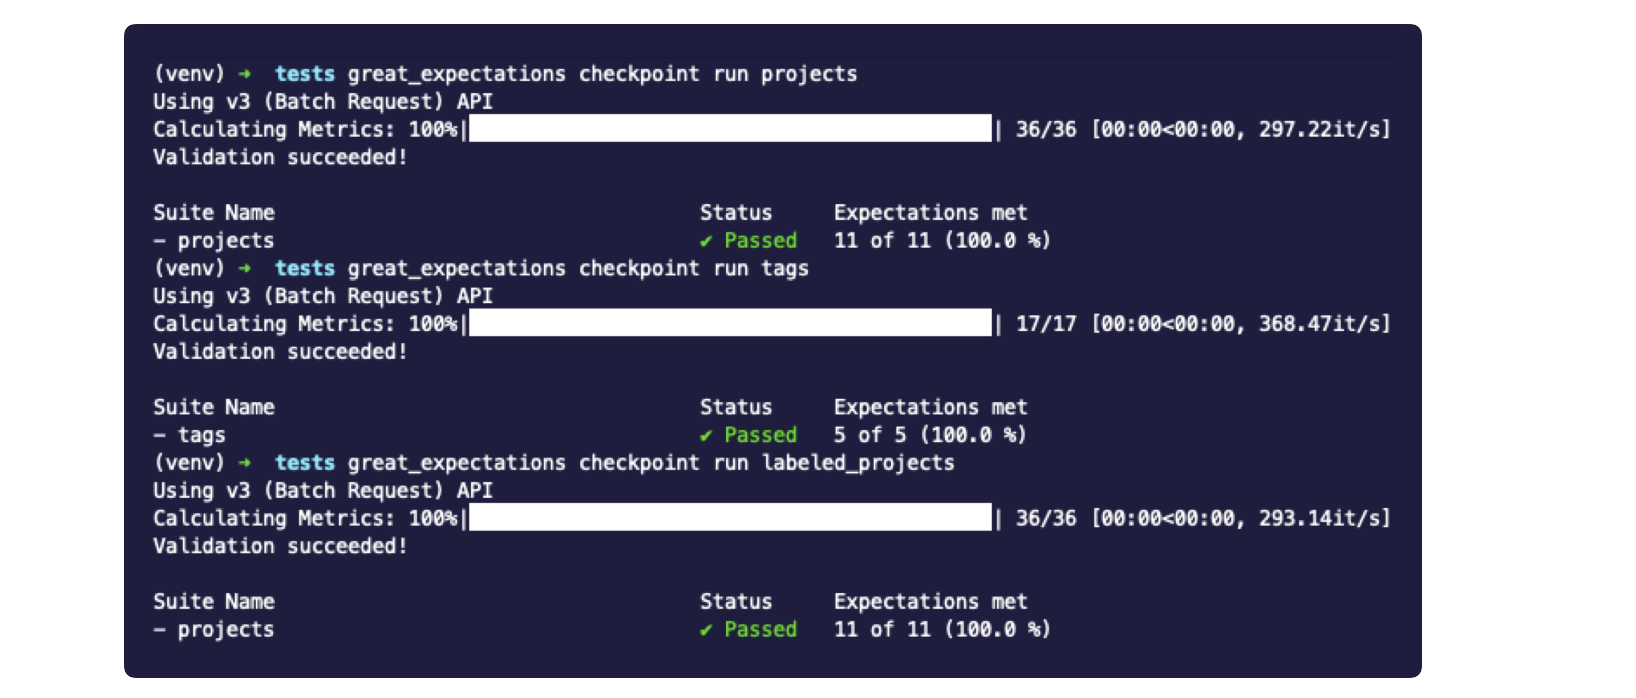 (venv) ➜ tests great_expectations checkpoint run projects
Using v3 (Batch Request) API
Calculating Metrics: 100%| | 36/36 [00:00<00:00, 297.22it/s]
Validation succeeded!
Suite Name Status Expectations met
– projects ✔ Passed 11 of 11 (100.0 %)
(venv) ➜ tests great_expectations checkpoint run tags
Using v3 (Batch Request) API
Calculating Metrics: 100%| | 17/17 [00:00<00:00, 368.47it/s]
Validation succeeded!
Suite Name Status Expectations met
– tags ✔ Passed 5 of 5 (100.0 %)
(venv) ➜ tests great_expectations checkpoint run labeled_projects
Using v3 (Batch Request) API
Calculating Metrics: 100%| | 36/36 [00:00<00:00, 293.14it/s]
Validation succeeded!
Suite Name Status Expectations met
– projects ✔ Passed 11 of 11 (100.0 %)